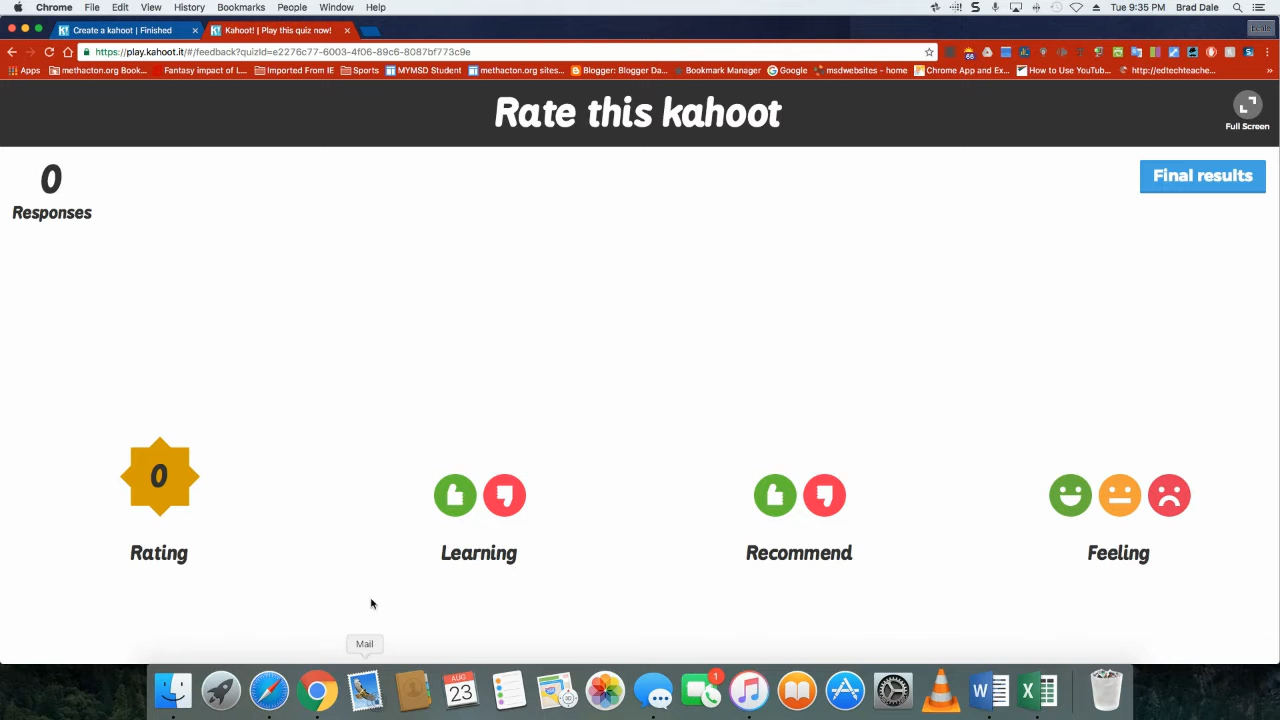 Chrome File Edit View History Bookmarks People Window Help Tue 9:35 PM Brad Dale
Create a kahoot | Finished
Kahoot! | Play this quiz now!
https://play.kahoot.it/#/feedback?quizId=e2276c77-6003-4f06-89c6-8087bf773c9e
Apps methacton.org Book... Fantasy impact of L... Imported From IE Sports MYMSD Student methacton.org sites... Blogger: Blogger Da... Bookmark Manager Google msdwebsites - home Chrome App and Ex... How to Use YouTub... http://edtechteache... »
Rate this kahoot
Full Screen
0
Responses
Final results
0
Rating
Learning
Recommend
Feeling
Mail
AUG
23
1